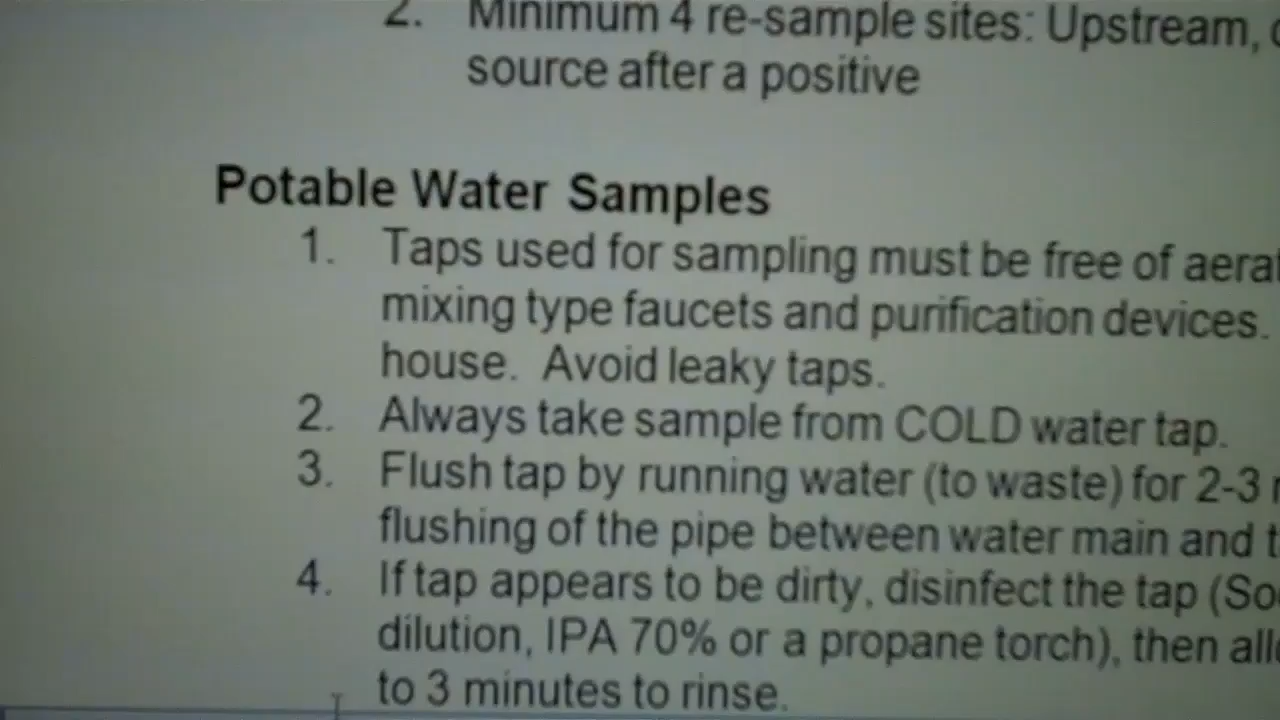 2. Minimum 4 re-sample sites: Upstream,
source after a positive
Potable Water Samples
1. Taps used for sampling must be free of
mixing type faucets and purification devices.
house. Avoid leaky taps.
2. Always take sample from COLD water tap.
3. Flush tap by running water (to waste) for 2-3
flushing of the pipe between water main and
4. If tap appears to be dirty, disinfect the tap
dilution, IPA 70% or a propane torch), then
to 3 minutes to rinse.